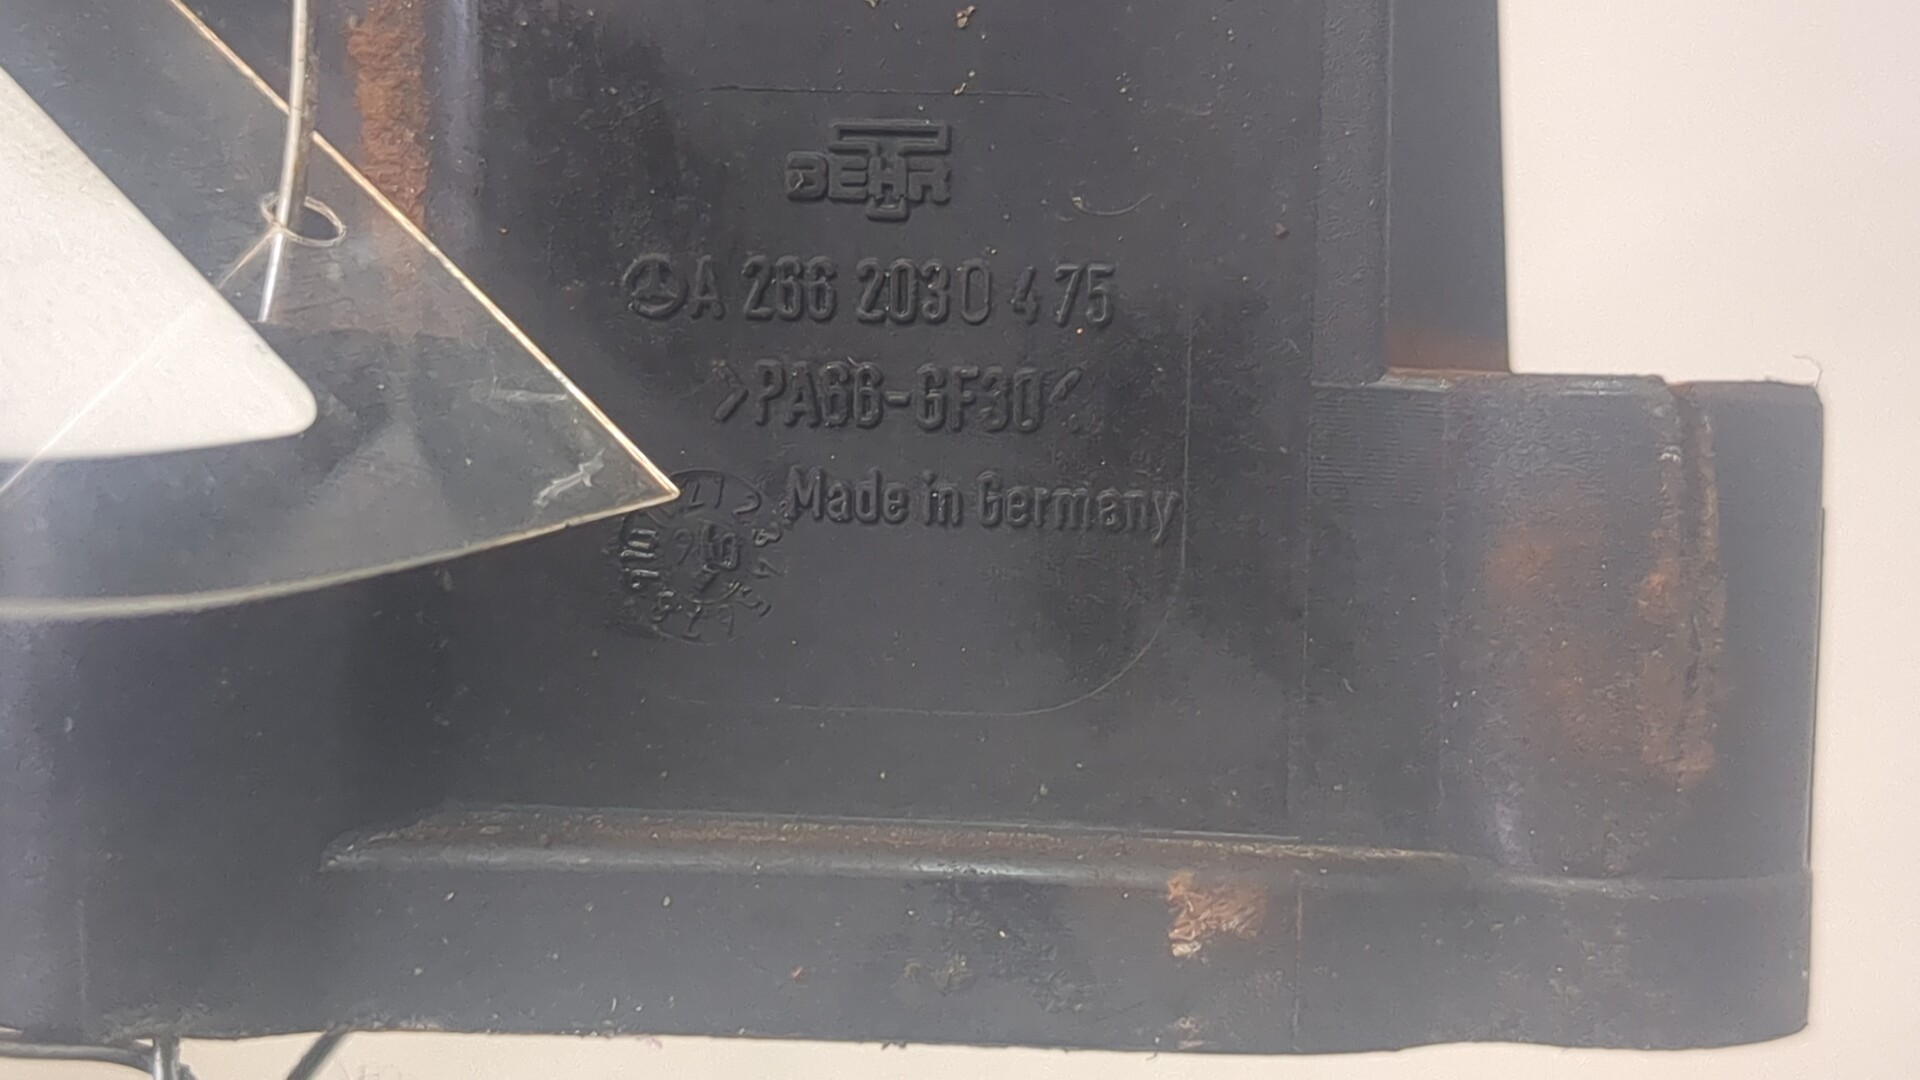 BEHR
A 266 203 0 475
>PA66-GF30<
Made in Germany